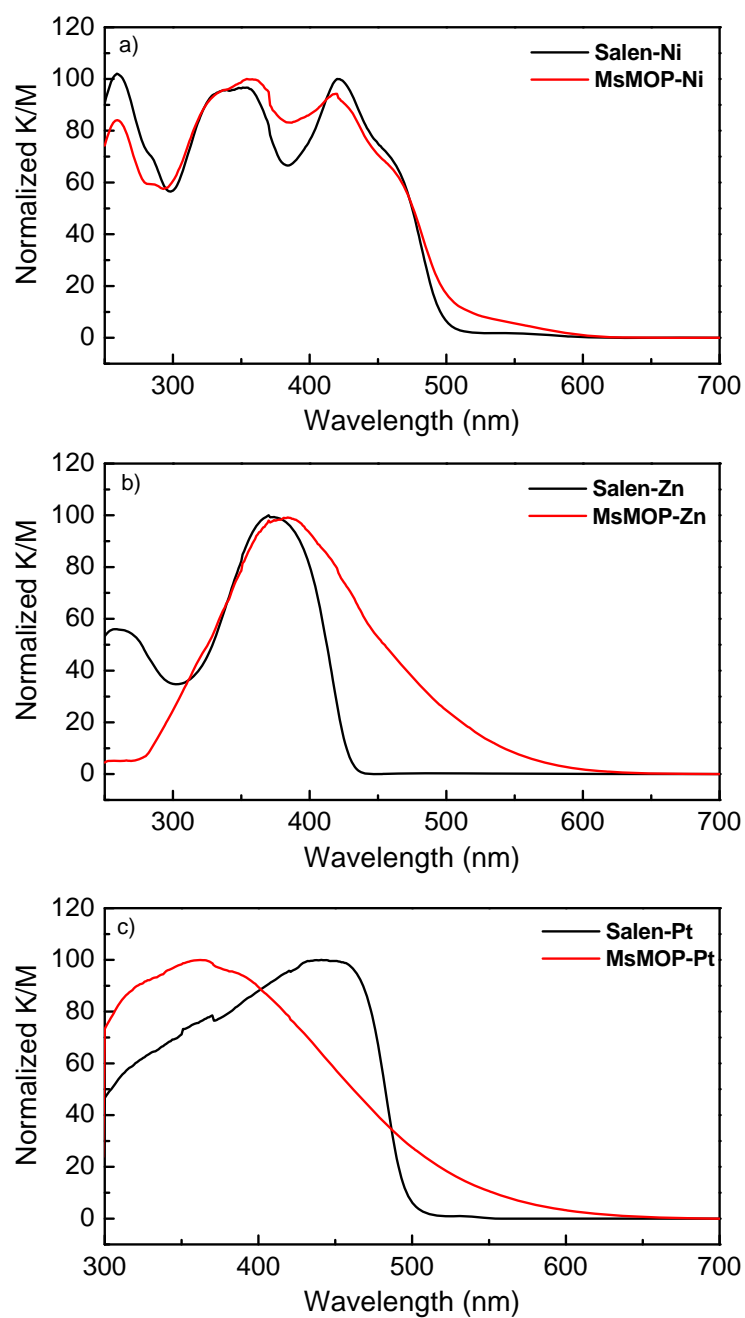 120
a)
Salen-Ni
MsMOP-Ni
100
80
60
40
20
0
Normalized K/M
300 400 500 600 700
Wavelength (nm)
120
b)
Salen-Zn
MsMOP-Zn
100
80
60
40
20
0
Normalized K/M
300 400 500 600 700
Wavelength (nm)
120
c)
Salen-Pt
MsMOP-Pt
100
80
60
40
20
0
Normalized K/M
300 400 500 600 700
Wavelength (nm)